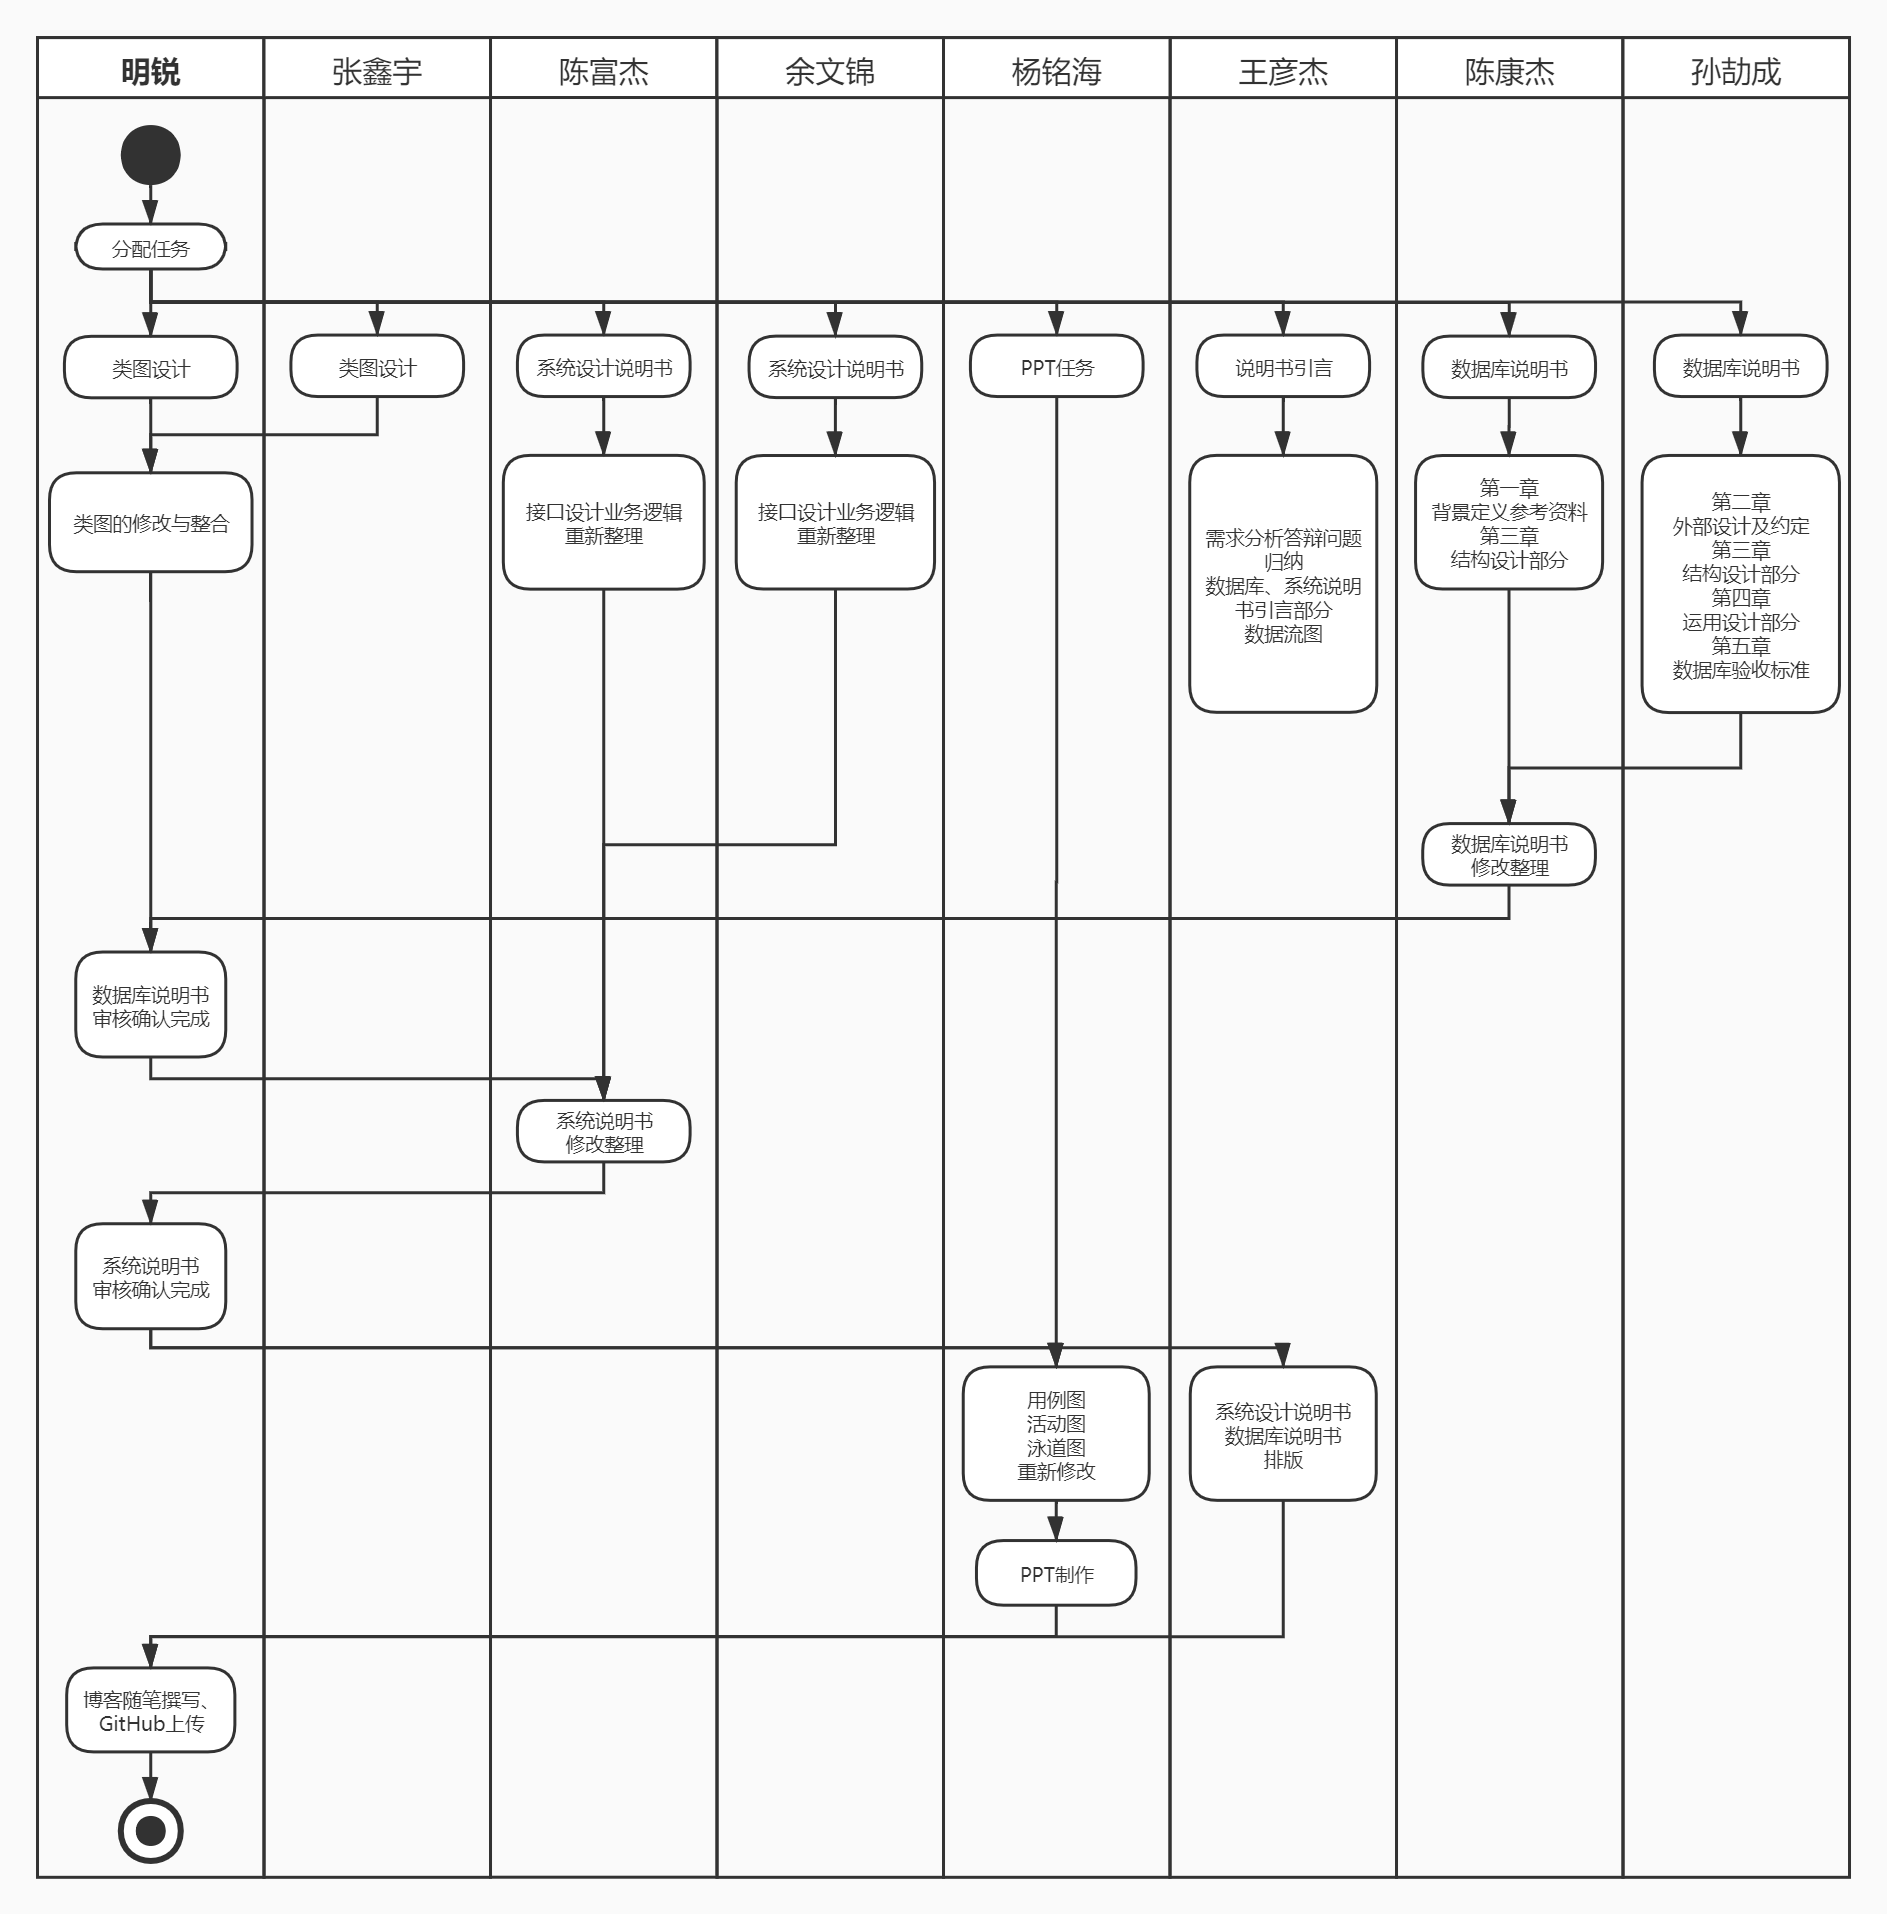 明锐
张鑫宇
陈富杰
余文锦
杨铭海
王彦杰
陈康杰
孙劼成
分配任务
类图设计
类图设计
系统设计说明书
系统设计说明书
PPT任务
说明书引言
数据库说明书
数据库说明书
类图的修改与整合
接口设计业务逻辑
重新整理
接口设计业务逻辑
重新整理
需求分析答辩问题
归纳
数据库、系统说明
书引言部分
数据流图
第一章
背景定义参考资料
第三章
结构设计部分
第二章
外部设计及约定
第三章
结构设计部分
第四章
运用设计部分
第五章
数据库验收标准
数据库说明书
修改整理
数据库说明书
审核确认完成
系统说明书
修改整理
系统说明书
审核确认完成
用例图
活动图
泳道图
重新修改
系统设计说明书
数据库说明书
排版
PPT制作
博客随笔撰写、
GitHub上传